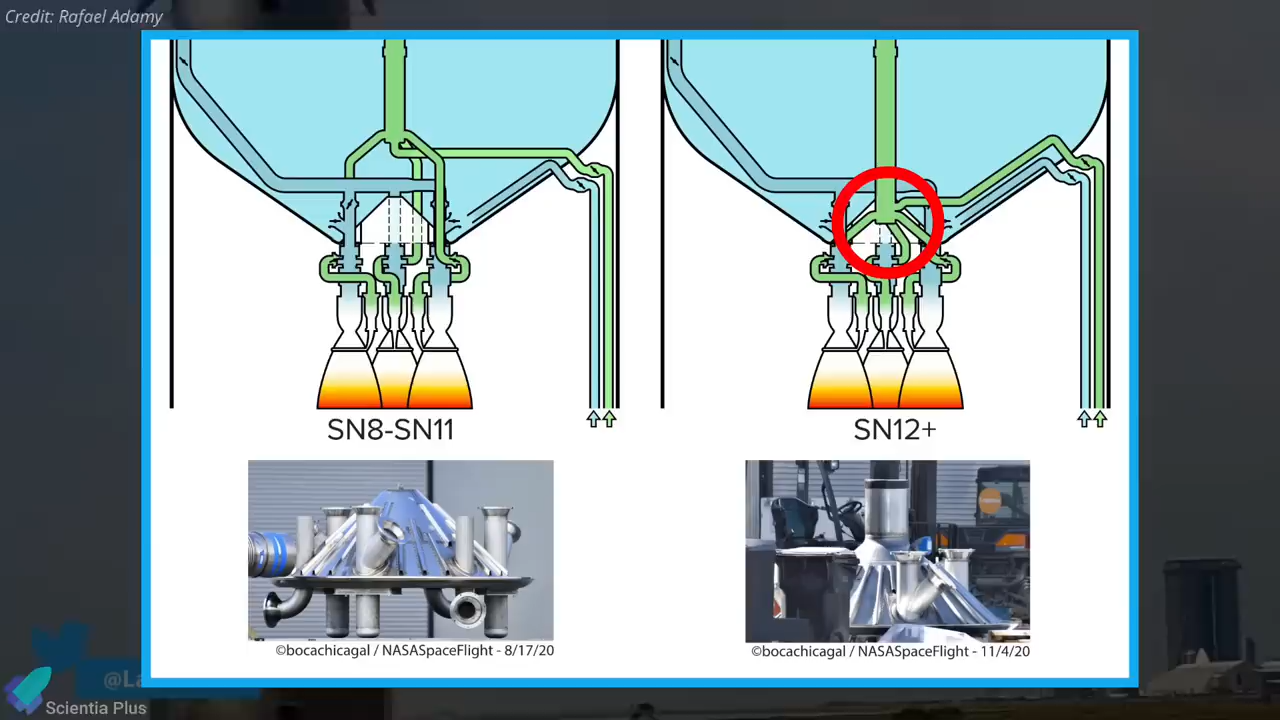 Credit: Rafael Adamy
SN8-SN11
SN12+
©bocachicagal / NASASpaceFlight - 8/17/20
©bocachicagal / NASASpaceFlight - 11/4/20
Scientia Plus